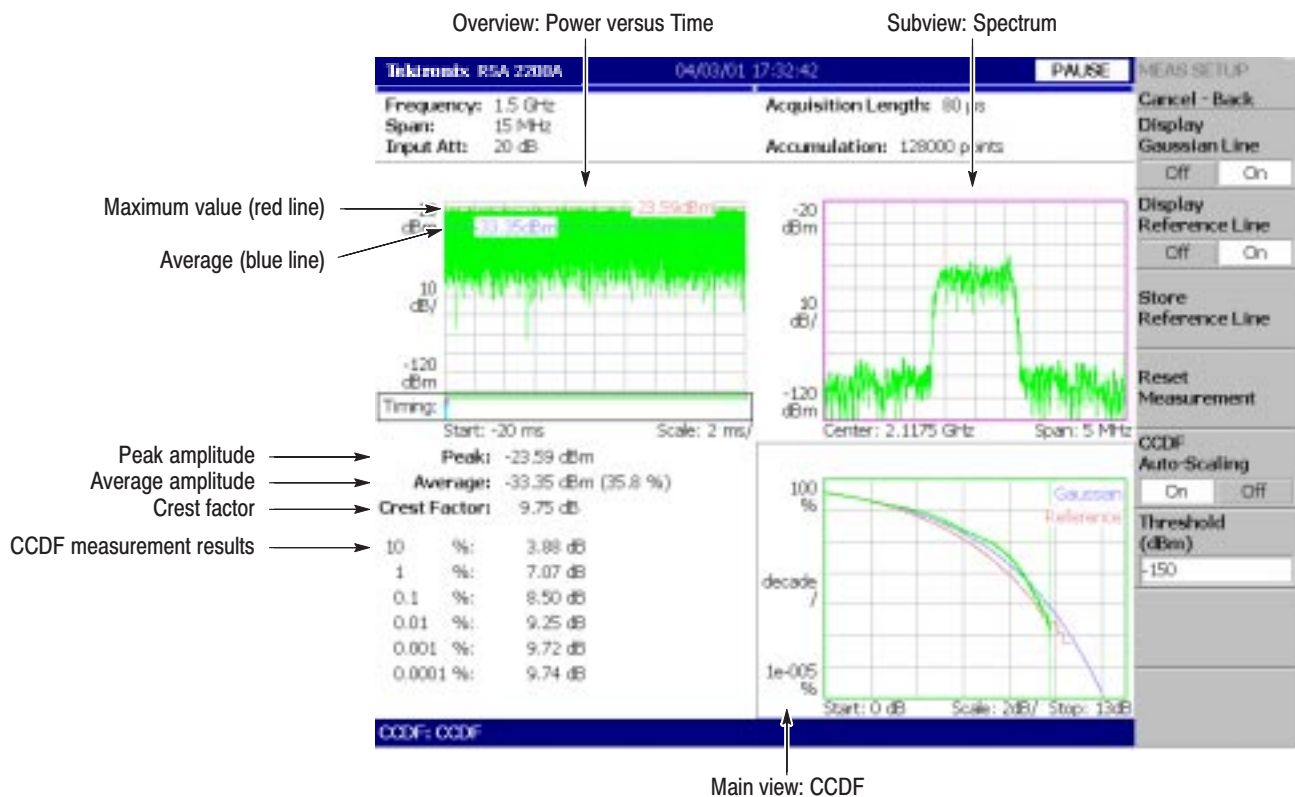 Overview: Power versus Time
Subview: Spectrum
Tektronix RSA 2200A 04/03/01 17:32:42 PAUSE
MEAS SETUP
Frequency: 1.5 GHz
Span: 15 MHz
Input Att: 20 dB
Acquisition Length: 80 µs
Accumulation: 128000 points
Cancel - Back
Display Gaussian Line
Off On
Display Reference Line
Off On
Store Reference Line
Reset Measurement
CCDF Auto-Scaling
On Off
Threshold (dBm)
-150
Maximum value (red line)
Average (blue line)
dBm
-23.59dBm
-33.35dBm
10 dB/
-120 dBm
Timing:
Start: -20 ms Scale: 2 ms/
-20 dBm
10 dB/
-120 dBm
Center: 2.1175 GHz Span: 5 MHz
Peak amplitude
Average amplitude
Crest factor
CCDF measurement results
Peak: -23.59 dBm
Average: -33.35 dBm (35.8 %)
Crest Factor: 9.75 dB
10 %: 3.88 dB
1 %: 7.07 dB
0.1 %: 8.50 dB
0.01 %: 9.25 dB
0.001 %: 9.72 dB
0.0001 %: 9.74 dB
100 %
Gaussian
Reference
decade /
1e-005 %
Start: 0 dB Scale: 2dB/ Stop: 13dB
CCDF: CCDF
Main view: CCDF